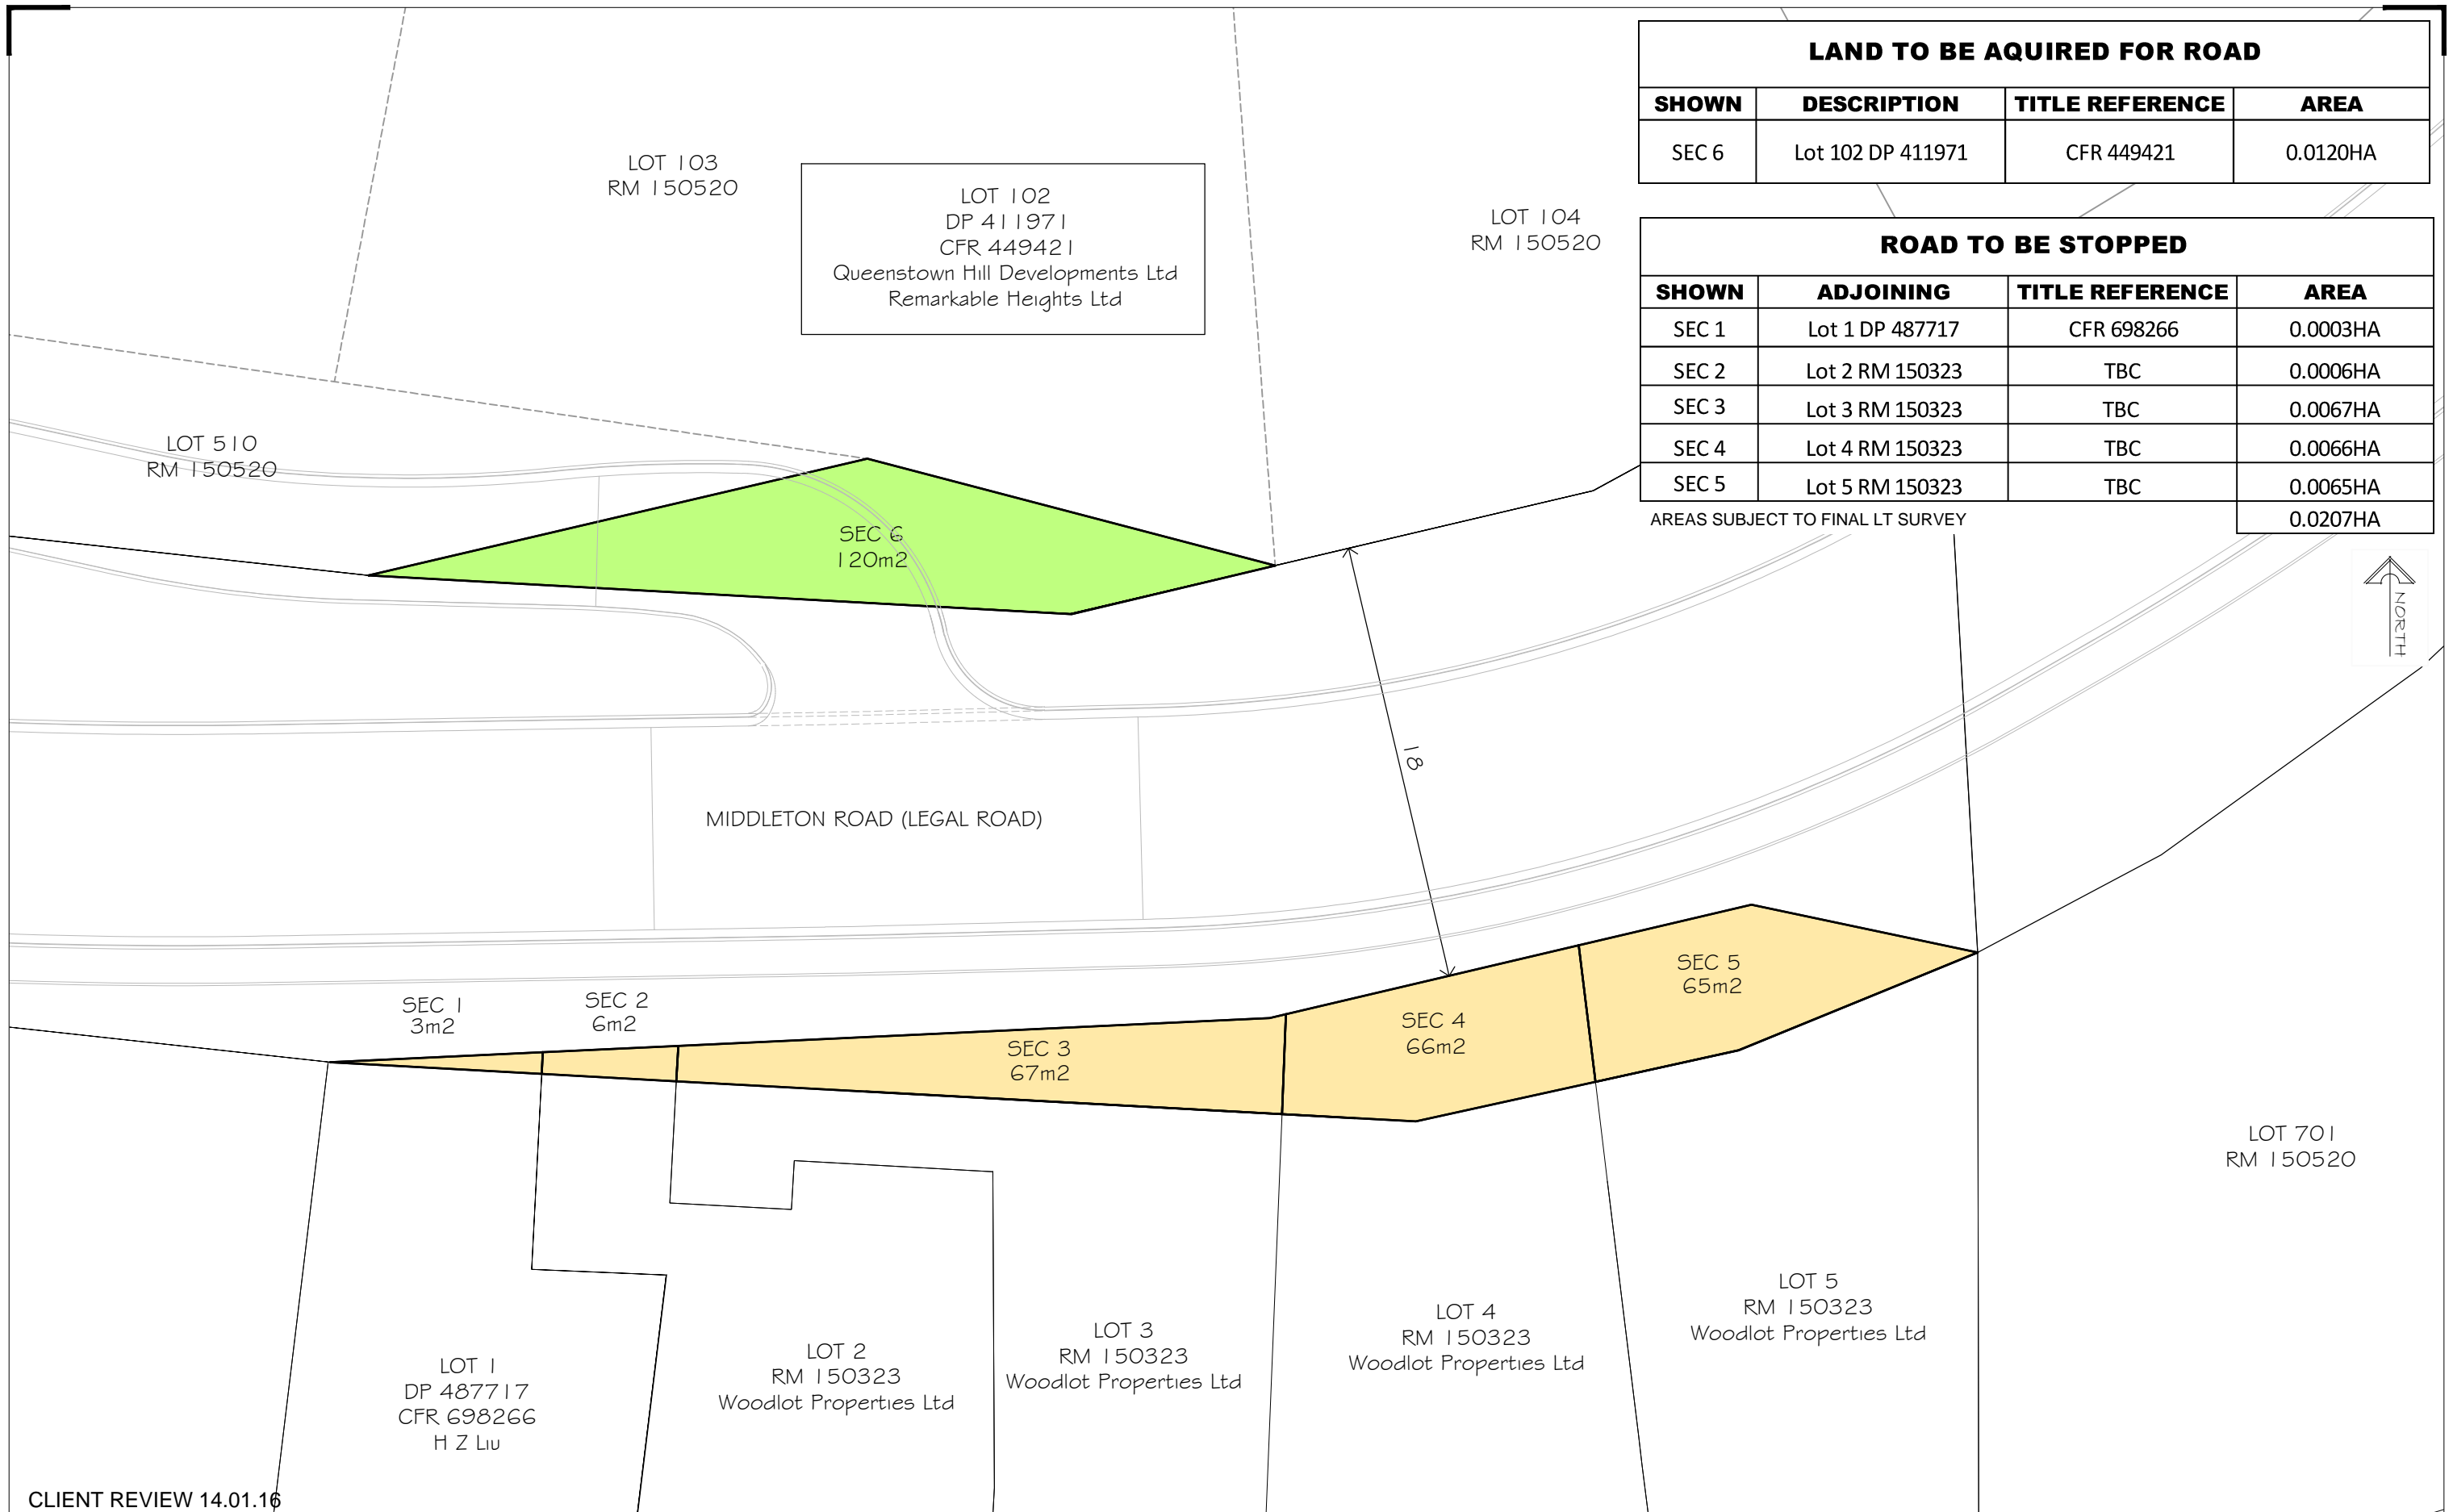 LAND TO BE AQUIRED FOR ROAD
SHOWN DESCRIPTION TITLE REFERENCE AREA
SEC 6 Lot 102 DP 411971 CFR 449421 0.0120HA
ROAD TO BE STOPPED
SHOWN ADJOINING TITLE REFERENCE AREA
SEC 1 Lot 1 DP 487717 CFR 698266 0.0003HA
SEC 2 Lot 2 RM 150323 TBC 0.0006HA
SEC 3 Lot 3 RM 150323 TBC 0.0067HA
SEC 4 Lot 4 RM 150323 TBC 0.0066HA
SEC 5 Lot 5 RM 150323 TBC 0.0065HA
0.0207HA
AREAS SUBJECT TO FINAL LT SURVEY
NORTH
LOT 103
RM 150520
LOT 102
DP 411971
CFR 449421
Queenstown Hill Developments Ltd
Remarkable Heights Ltd
LOT 104
RM 150520
LOT 510
RM 150520
SEC 6
120m2
18
MIDDLETON ROAD (LEGAL ROAD)
SEC 1
3m2
SEC 2
6m2
SEC 3
67m2
SEC 4
66m2
SEC 5
65m2
LOT 701
RM 150520
LOT 1
DP 487717
CFR 698266
H Z Liu
LOT 2
RM 150323
Woodlot Properties Ltd
LOT 3
RM 150323
Woodlot Properties Ltd
LOT 4
RM 150323
Woodlot Properties Ltd
LOT 5
RM 150323
Woodlot Properties Ltd
CLIENT REVIEW 14.01.16